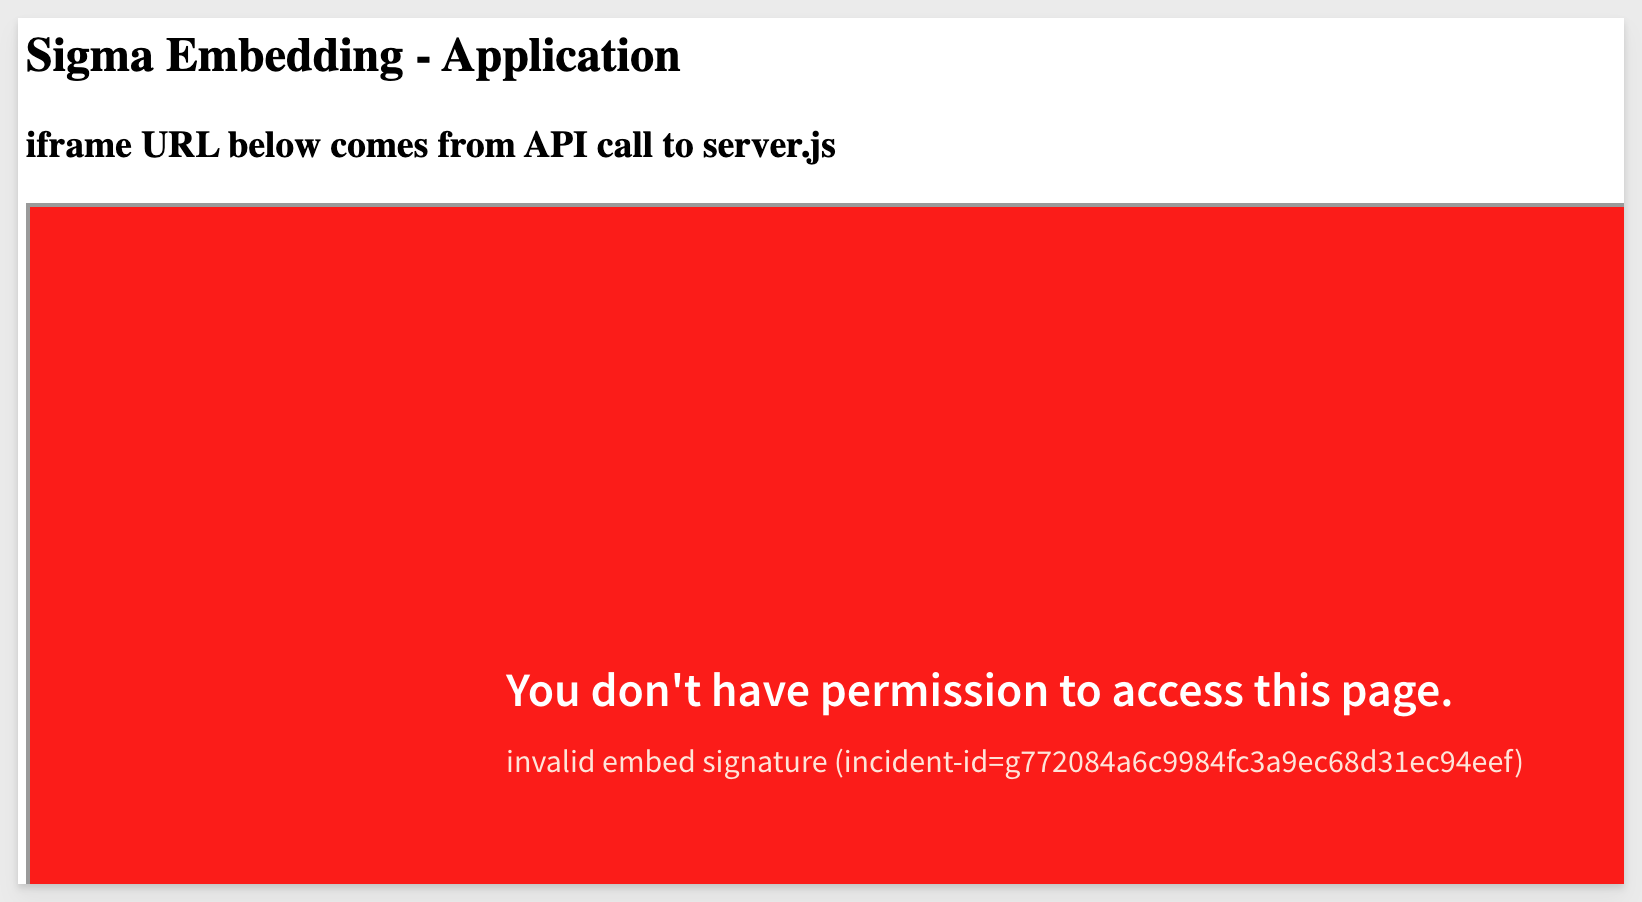 Sigma Embedding - Application
iframe URL below comes from API call to server.js
You don't have permission to access this page.
invalid embed signature (incident-id=g772084a6c9984fc3a9ec68d31ec94eef)